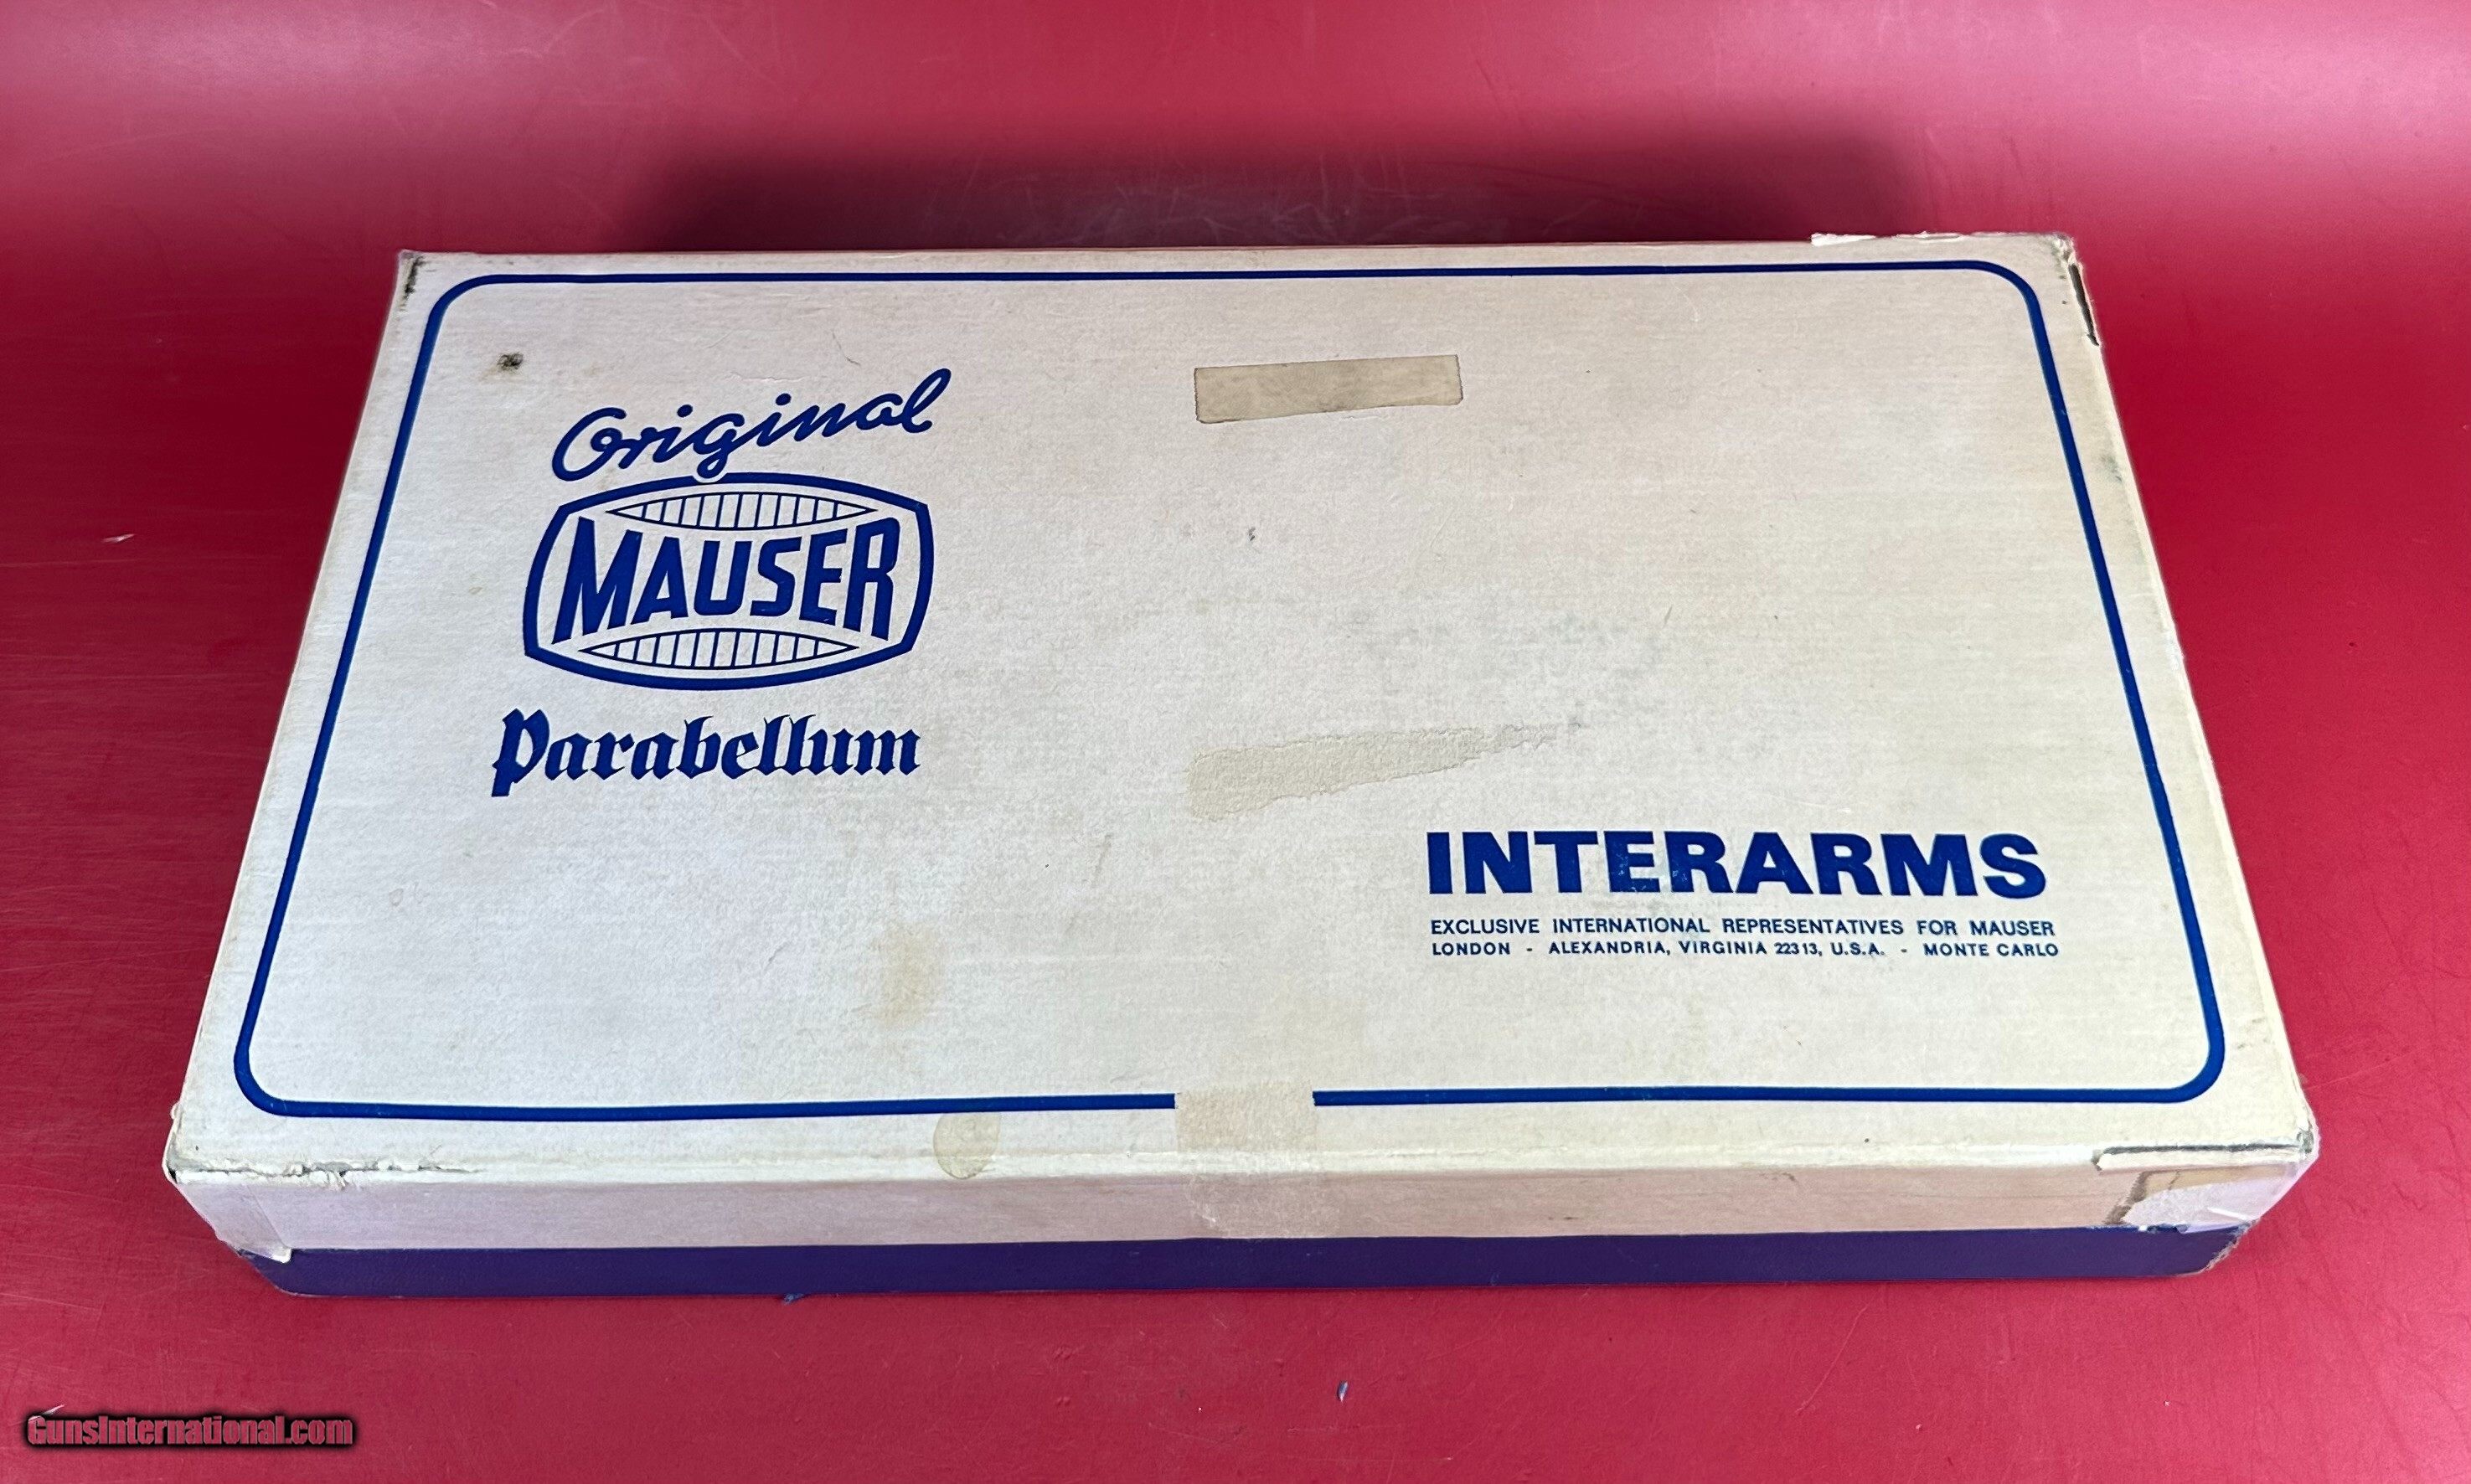 Original
MAUSER
Parabellum
INTERARMS
EXCLUSIVE INTERNATIONAL REPRESENTATIVES FOR MAUSER
LONDON - ALEXANDRIA, VIRGINIA 22313, U.S.A. - MONTE CARLO
GunsInternational.com